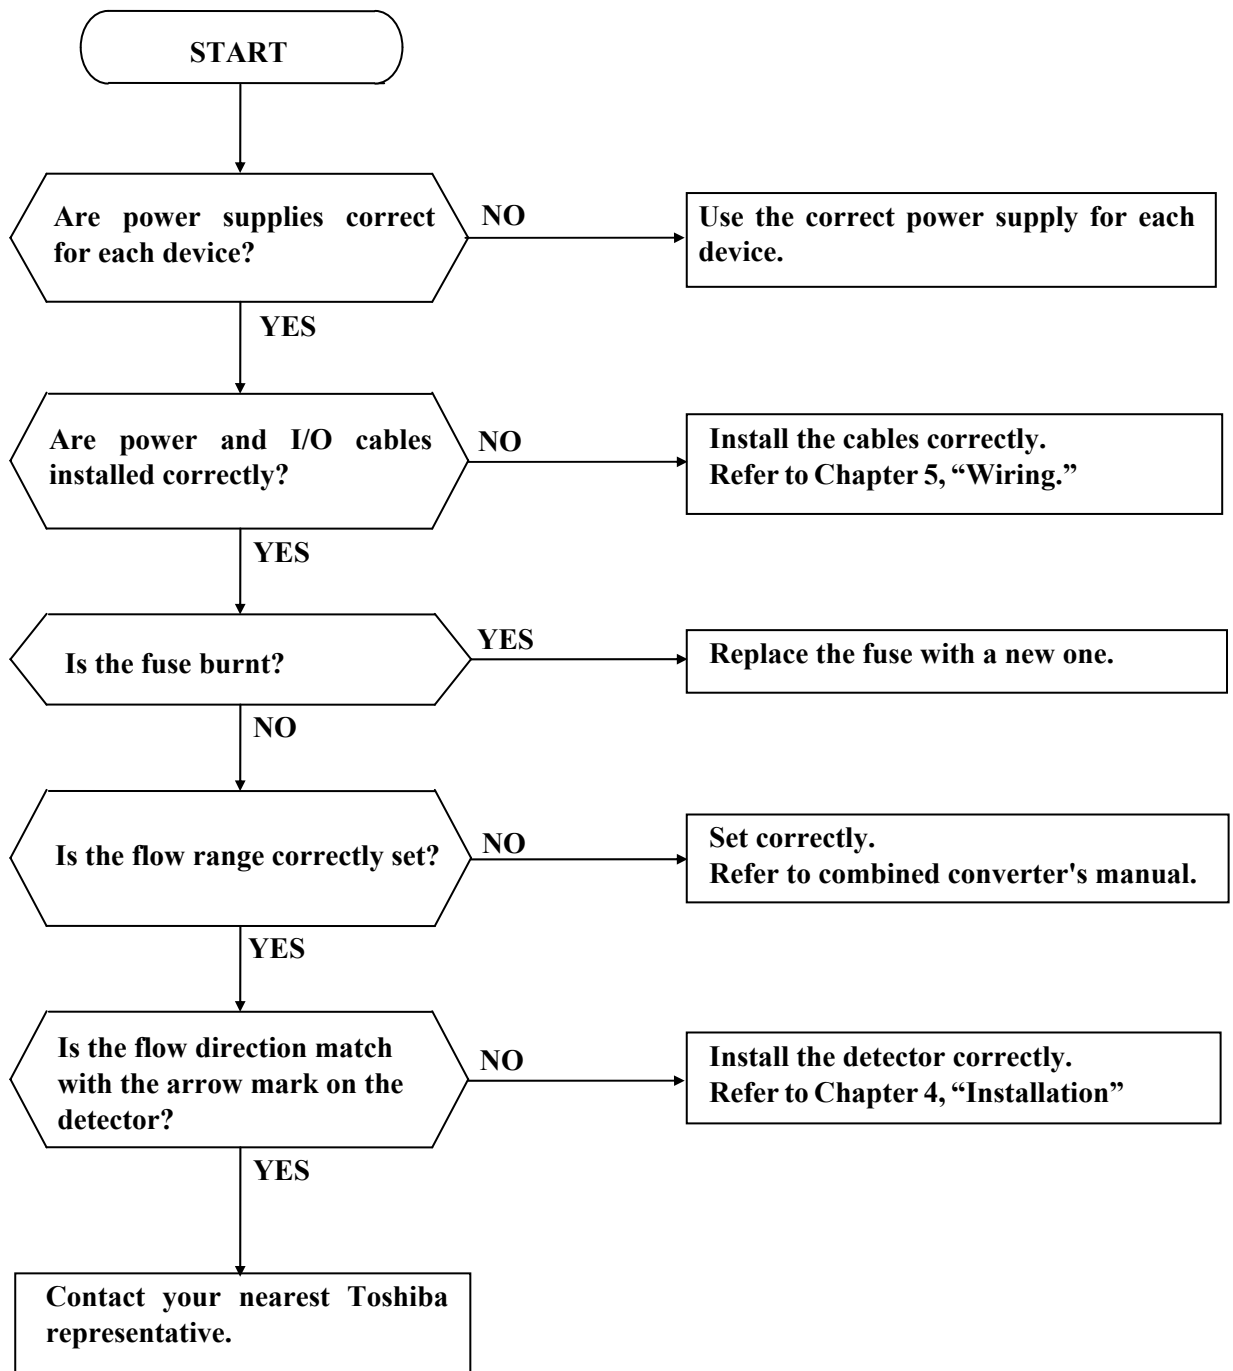 START
Are power supplies correct
for each device?
NO
Use the correct power supply for each
device.
YES
Are power and I/O cables
installed correctly?
NO
Install the cables correctly.
Refer to Chapter 5, “Wiring.”
YES
Is the fuse burnt?
YES
Replace the fuse with a new one.
NO
Is the flow range correctly set?
NO
Set correctly.
Refer to combined converter's manual.
YES
Is the flow direction match
with the arrow mark on the
detector?
NO
Install the detector correctly.
Refer to Chapter 4, “Installation”
YES
Contact your nearest Toshiba
representative.